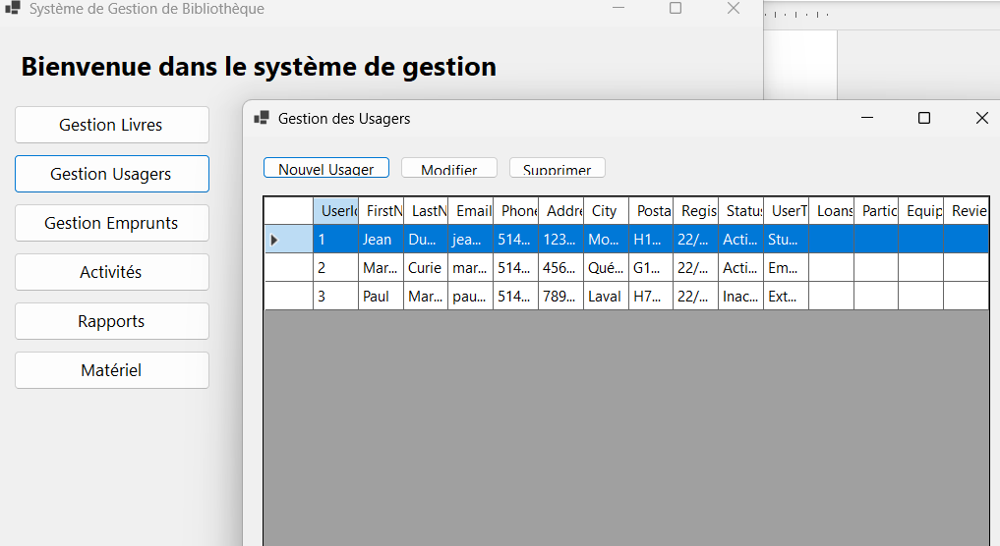 Système de Gestion de Bibliothèque
Bienvenue dans le système de gestion
Gestion Livres
Gestion Usagers
Gestion Emprunts
Activités
Rapports
Matériel
Gestion des Usagers
Nouvel Usager Modifier Supprimer
UserId FirstN LastN Email Phone Addre City Posta Regis Status UserT Loans Partic Equip Revie
1 Jean Du... jea... 514... 123... Mo... H1... 22/... Acti... Stu...
2 Mar... Curie mar... 514... 456... Qué... G1... 22/... Acti... Em...
3 Paul Mar... pau... 514... 789... Laval H7... 22/... Inac... Ext...